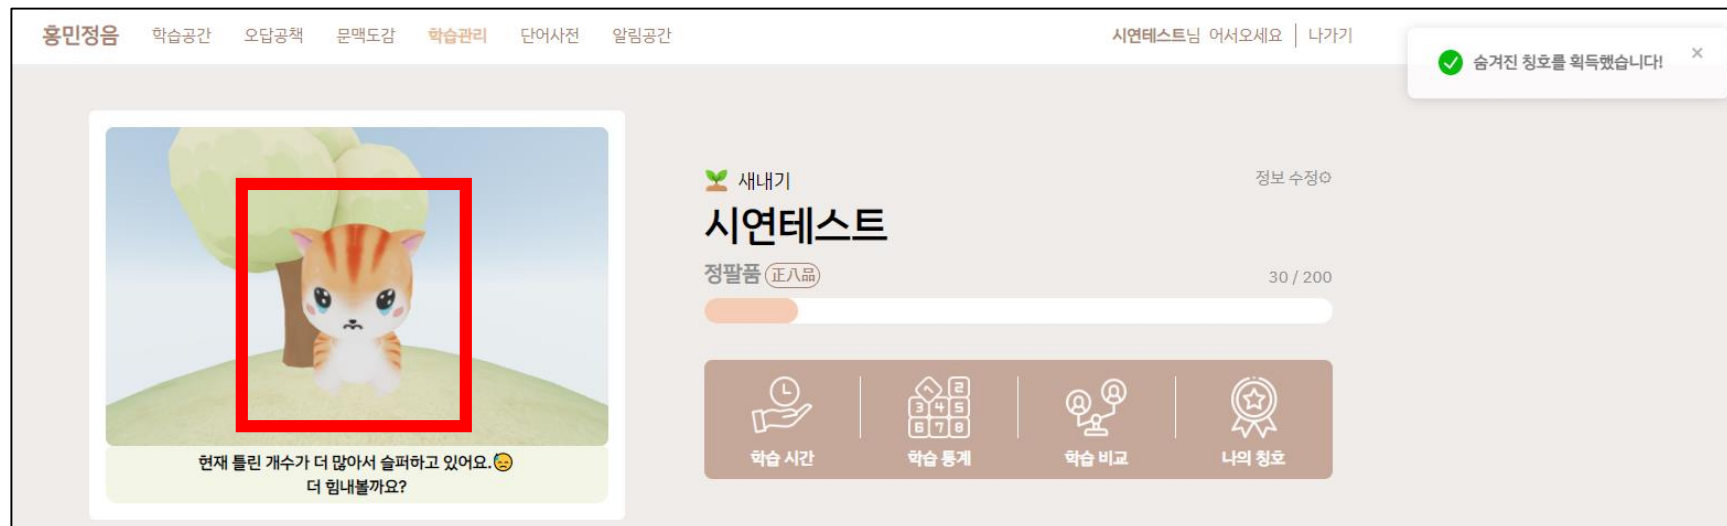 홍민정음 학습공간 오답공책 문맥도감 학습관리 단어사전 알림공간 시연테스트님 어서오세요 나가기
숨겨진 칭호를 획득했습니다!
새내기 정보 수정
시연테스트
정팔품 正八品 30 / 200
학습 시간 학습 통계 학습 비교 나의 칭호
현재 틀린 개수가 더 많아서 슬퍼하고 있어요.😥
더 힘내볼까요?